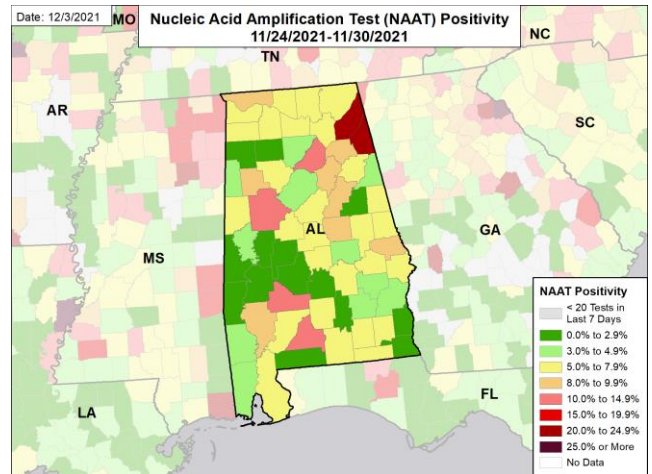 Date: 12/3/2021
Nucleic Acid Amplification Test (NAAT) Positivity
11/24/2021-11/30/2021
MO
TN
NC
AR
SC
MS
AL
GA
LA
FL
NAAT Positivity
< 20 Tests in
Last 7 Days
0.0% to 2.9%
3.0% to 4.9%
5.0% to 7.9%
8.0% to 9.9%
10.0% to 14.9%
15.0% to 19.9%
20.0% to 24.9%
25.0% or More
No Data